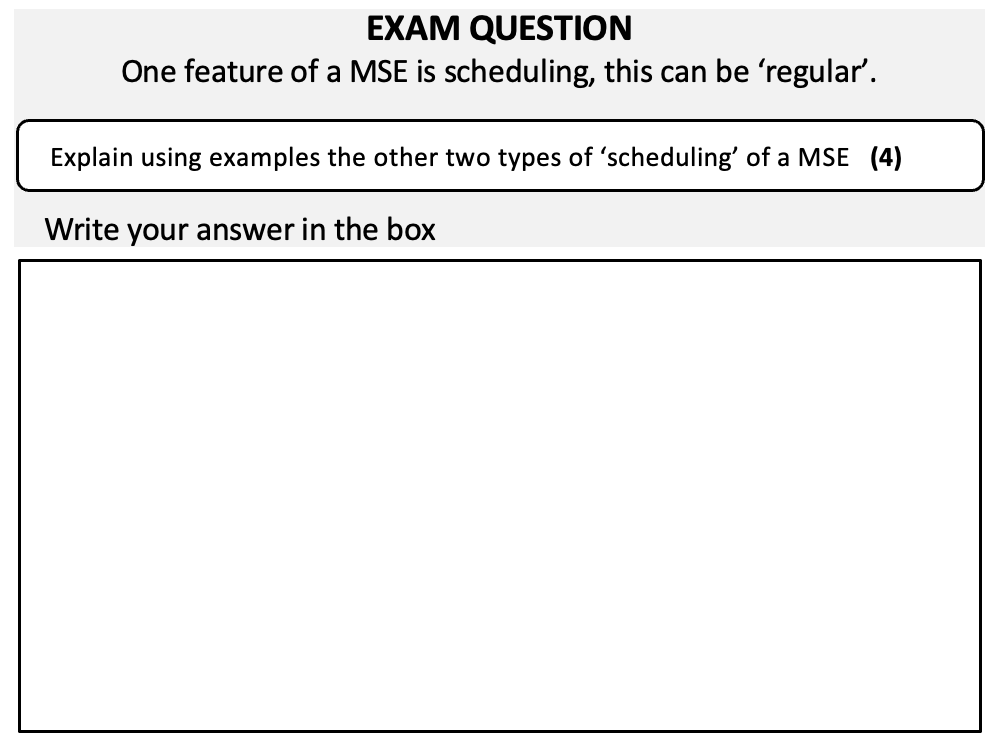 EXAM QUESTION
One feature of a MSE is scheduling, this can be ‘regular’.
Explain using examples the other two types of ‘scheduling’ of a MSE (4)
Write your answer in the box